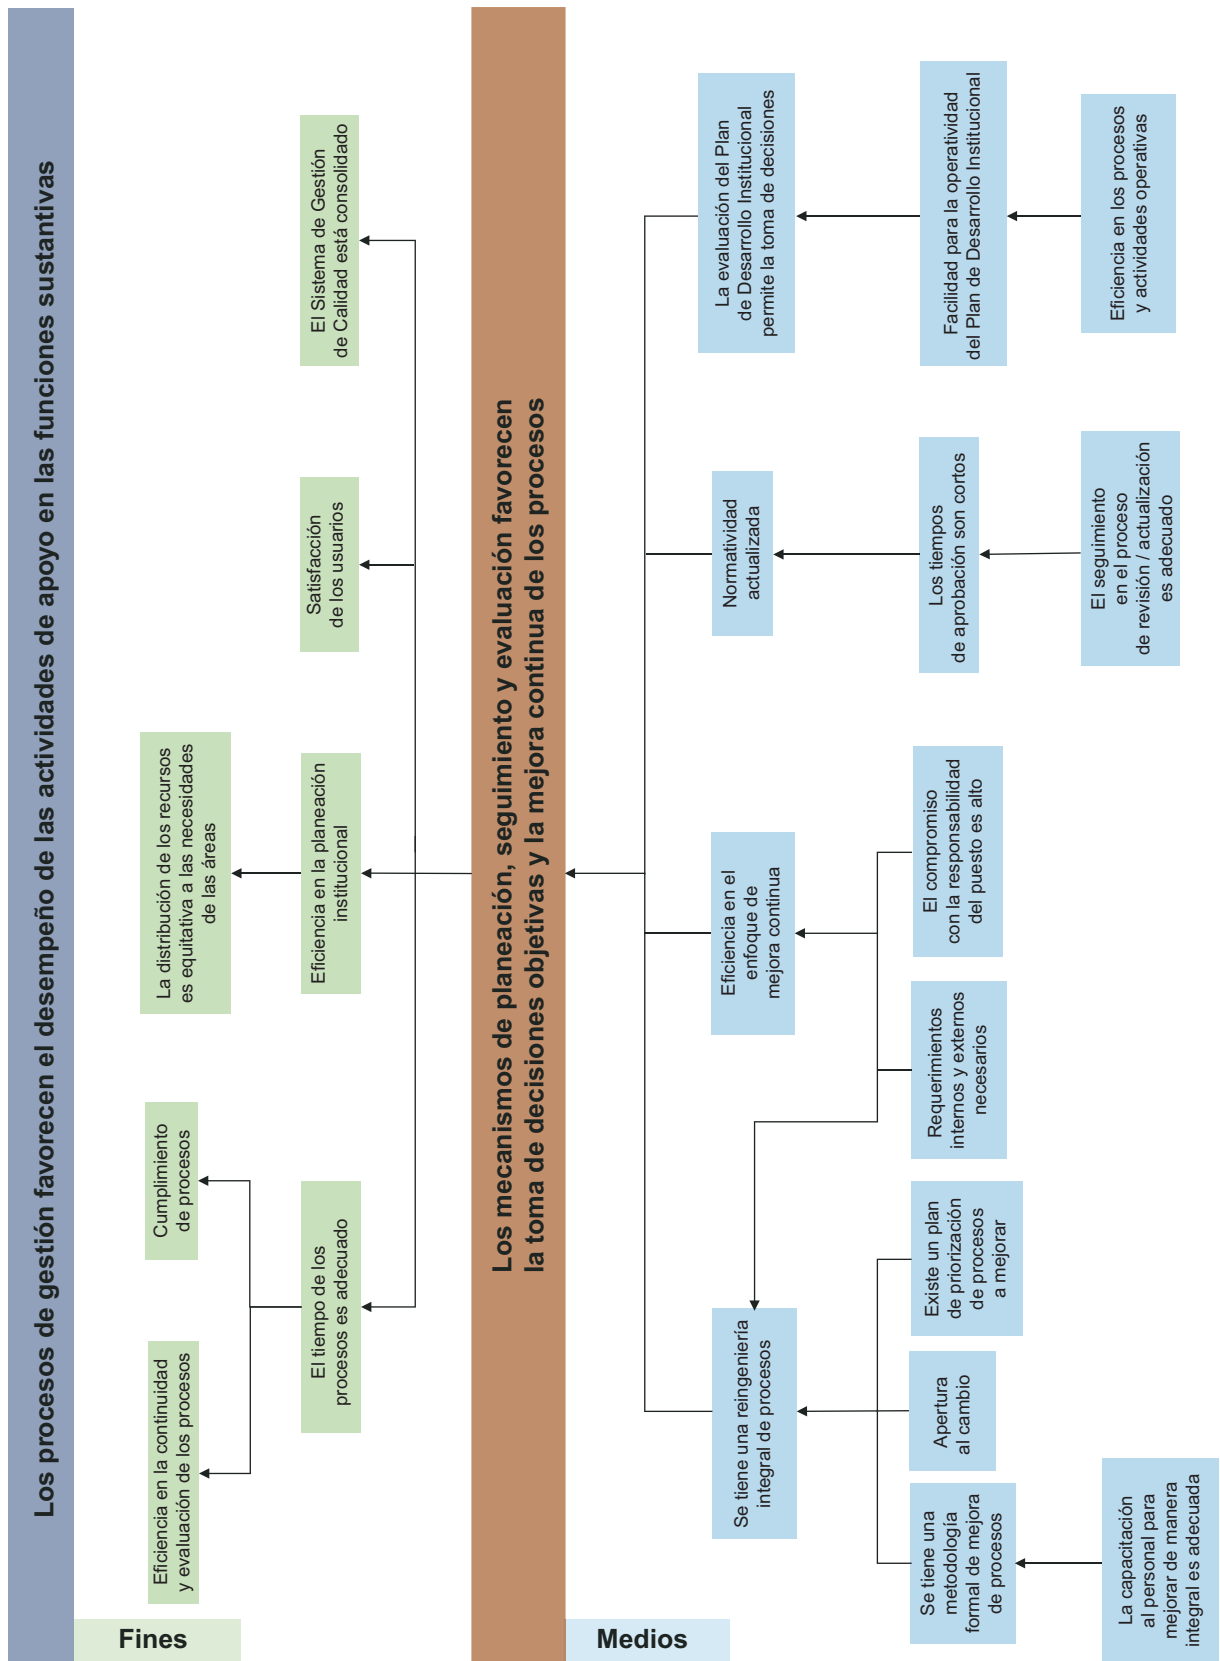 Los procesos de gestión favorecen el desempeño de las actividades de apoyo en las funciones sustantivas
Fines
Eficiencia en la continuidad
y evaluación de los procesos
Cumplimiento
de procesos
La distribución de los recursos
es equitativa a las necesidades
de las áreas
El tiempo de los
procesos es adecuado
Eficiencia en la planeación
institucional
Satisfacción
de los usuarios
El Sistema de Gestión
de Calidad está consolidado
Los mecanismos de planeación, seguimiento y evaluación favorecen
la toma de decisiones objetivas y la mejora continua de los procesos
Medios
Se tiene una reingeniería
integral de procesos
Eficiencia en el
enfoque de
mejora continua
Normatividad
actualizada
La evaluación del Plan
de Desarrollo Institucional
permite la toma de decisiones
Se tiene una
metodología
formal de mejora
de procesos
Apertura
al cambio
Existe un plan
de priorización
de procesos
a mejorar
Requerimientos
internos y externos
necesarios
El compromiso
con la responsabilidad
del puesto es alto
Los tiempos
de aprobación son cortos
Facilidad para la operatividad
del Plan de Desarrollo Institucional
La capacitación
al personal para
mejorar de manera
integral es adecuada
El seguimiento
en el proceso
de revisión / actualización
es adecuado
Eficiencia en los procesos
y actividades operativas